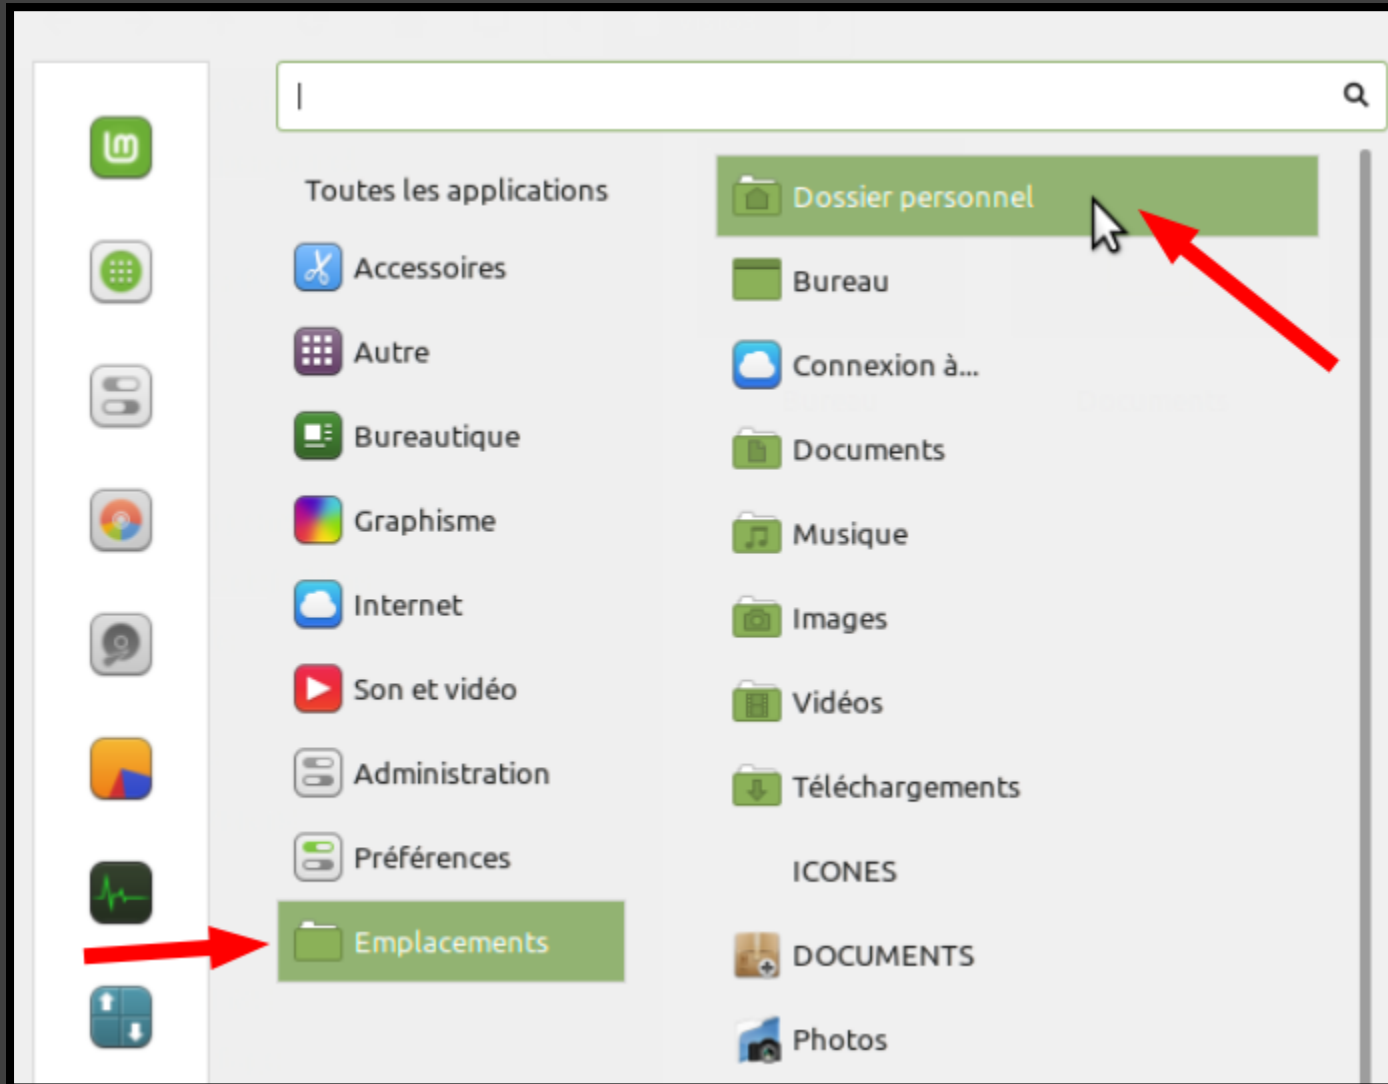 Toutes les applications
Accessoires
Autre
Bureautique
Graphisme
Internet
Son et vidéo
Administration
Préférences
Emplacements
Dossier personnel
Bureau
Connexion à...
Documents
Musique
Images
Vidéos
Téléchargements
ICONES
DOCUMENTS
Photos